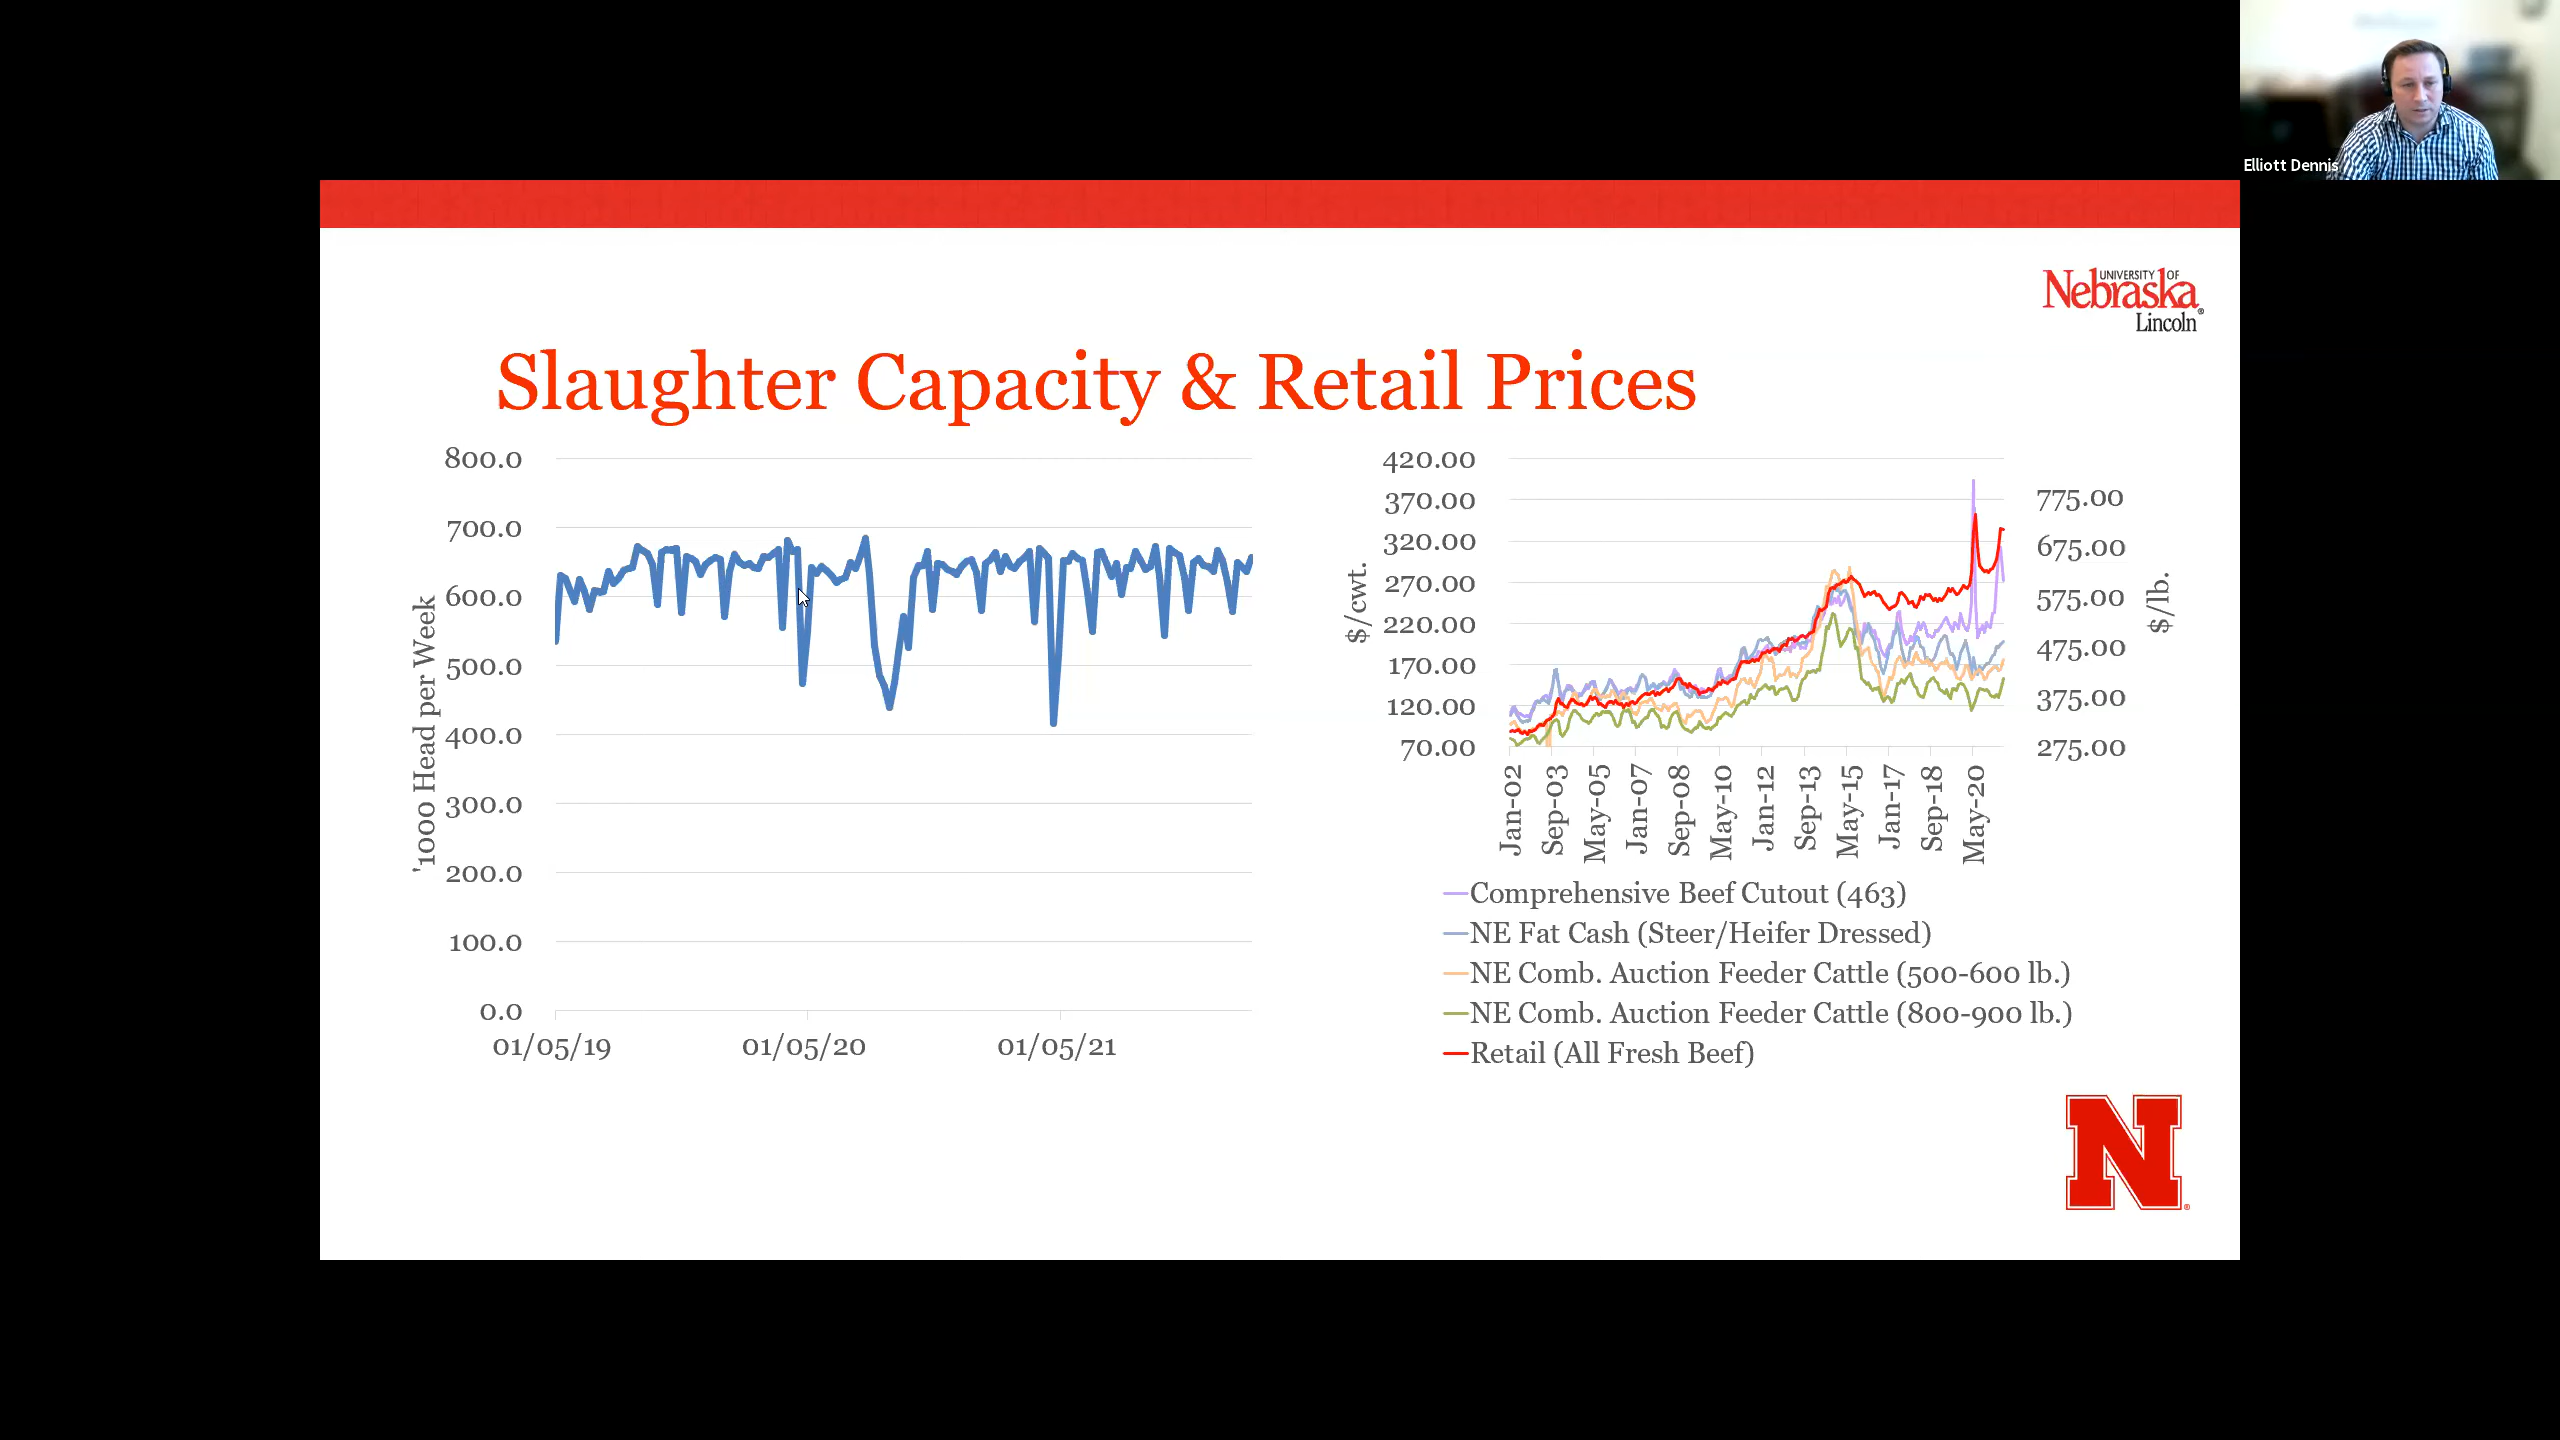 Elliott Dennis
UNIVERSITY OF
Nebraska
Lincoln®
Slaughter Capacity & Retail Prices
'1000 Head per Week
800.0
700.0
600.0
500.0
400.0
300.0
200.0
100.0
0.0
01/05/19 01/05/20 01/05/21
$/cwt.
420.00
370.00
320.00
270.00
220.00
170.00
120.00
70.00
775.00
675.00
575.00
475.00
375.00
275.00
$/lb.
Jan-02
Sep-03
May-05
Jan-07
Sep-08
May-10
Jan-12
Sep-13
May-15
Jan-17
Sep-18
May-20
Comprehensive Beef Cutout (463)
NE Fat Cash (Steer/Heifer Dressed)
NE Comb. Auction Feeder Cattle (500-600 lb.)
NE Comb. Auction Feeder Cattle (800-900 lb.)
Retail (All Fresh Beef)
N®